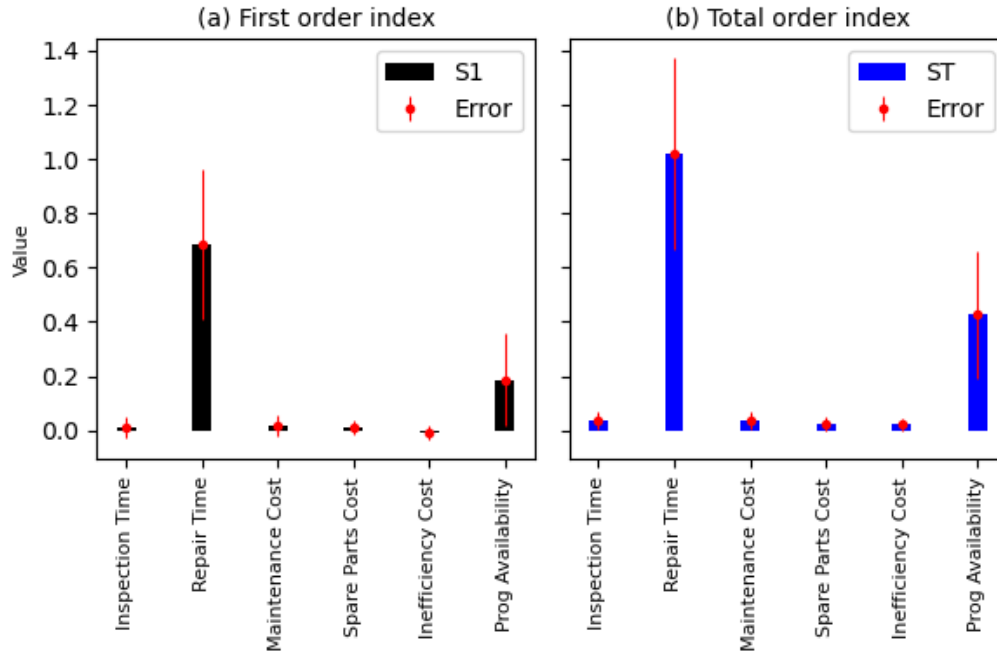 (a) First order index
(b) Total order index
1.4
1.2
1.0
0.8
0.6
0.4
0.2
0.0
Value
S1
Error
ST
Error
Inspection Time
Repair Time
Maintenance Cost
Spare Parts Cost
Inefficiency Cost
Prog Availability
Inspection Time
Repair Time
Maintenance Cost
Spare Parts Cost
Inefficiency Cost
Prog Availability